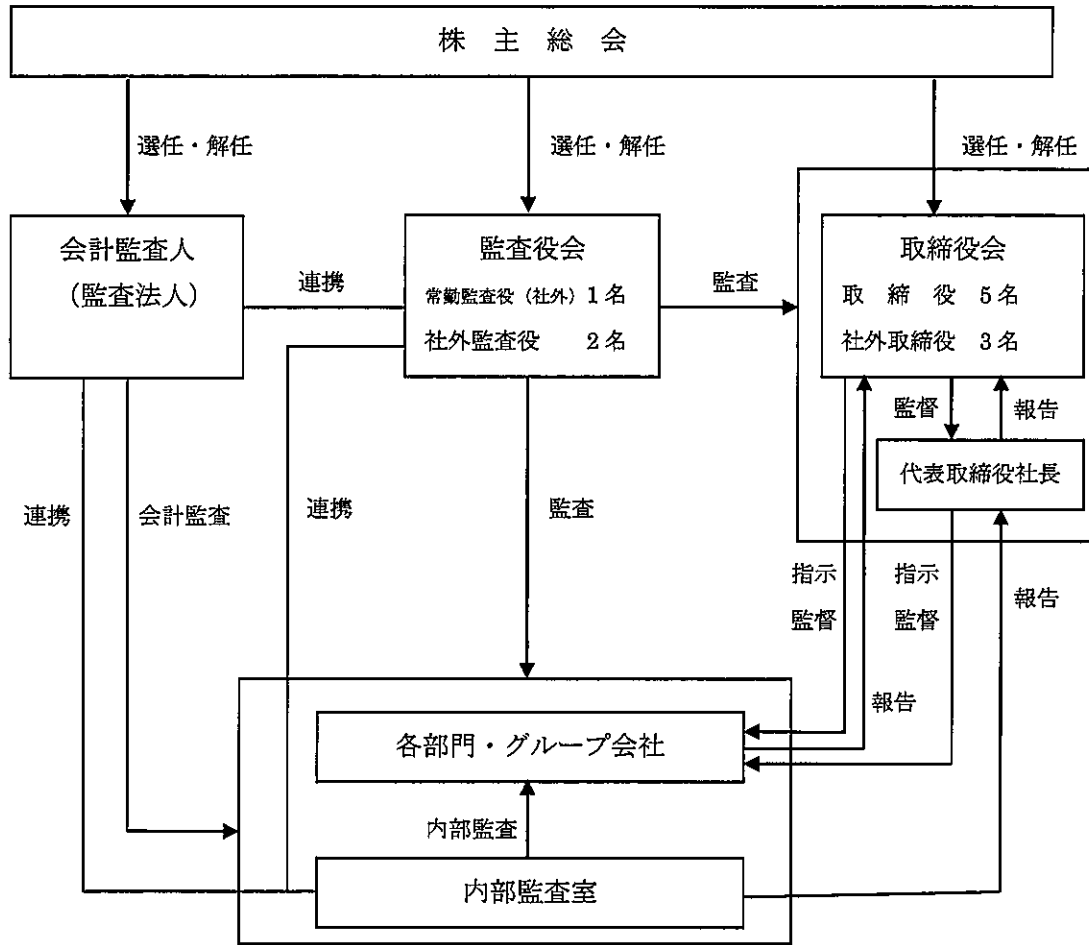 株 主 総 会
選任・解任
選任・解任
選任・解任
会計監査人
（監査法人）
連携
監査役会
常勤監査役（社外）1名
社外監査役 2名
監査
取締役会
取 締 役 5名
社外取締役 3名
監督
報告
代表取締役社長
連携
会計監査
連携
監査
指示
監督
指示
監督
報告
報告
各部門・グループ会社
内部監査
内部監査室